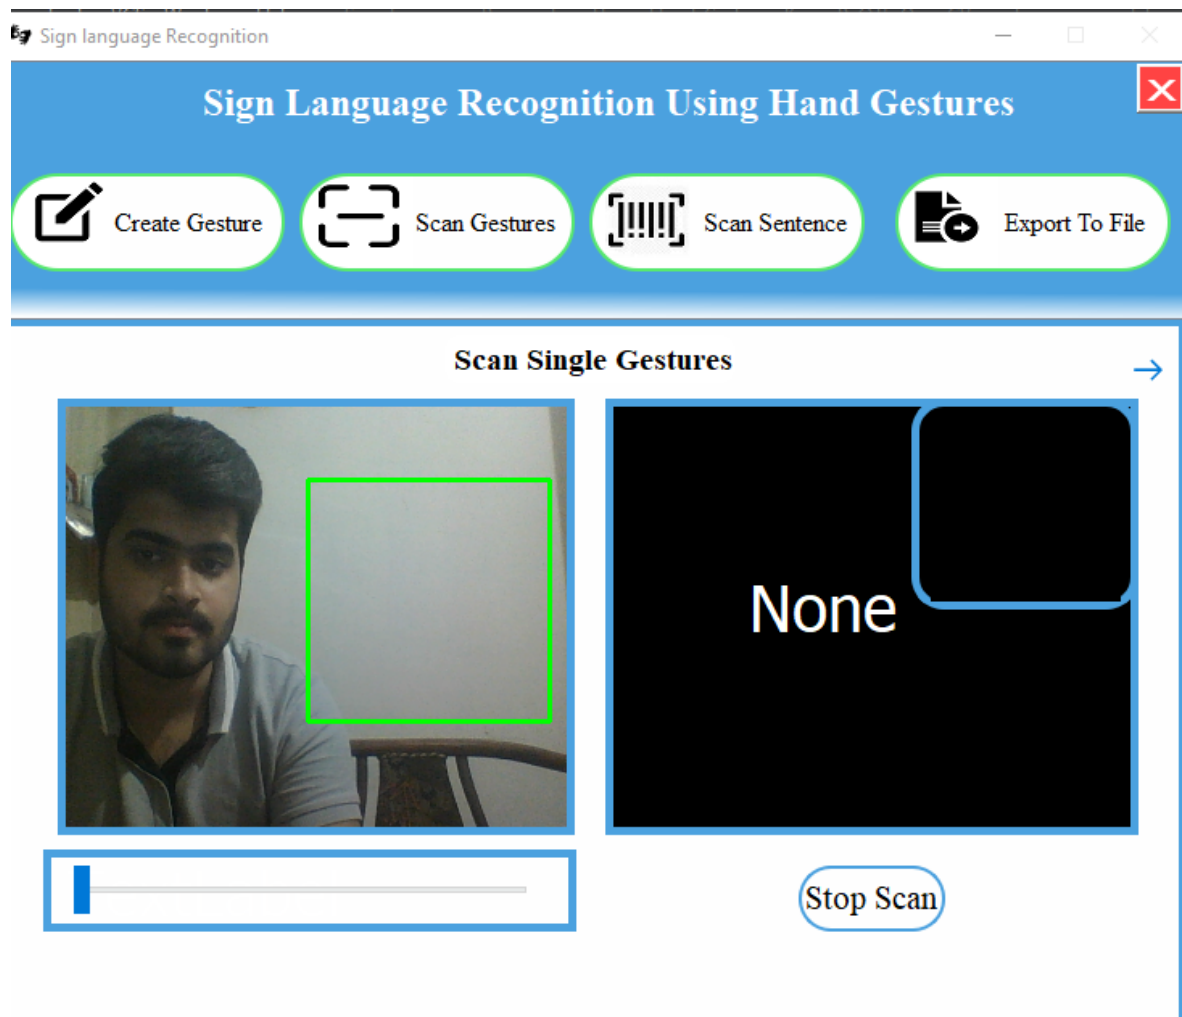 Sign language Recognition
Sign Language Recognition Using Hand Gestures
Create Gesture
Scan Gestures
Scan Sentence
Export To File
Scan Single Gestures
None
Stop Scan